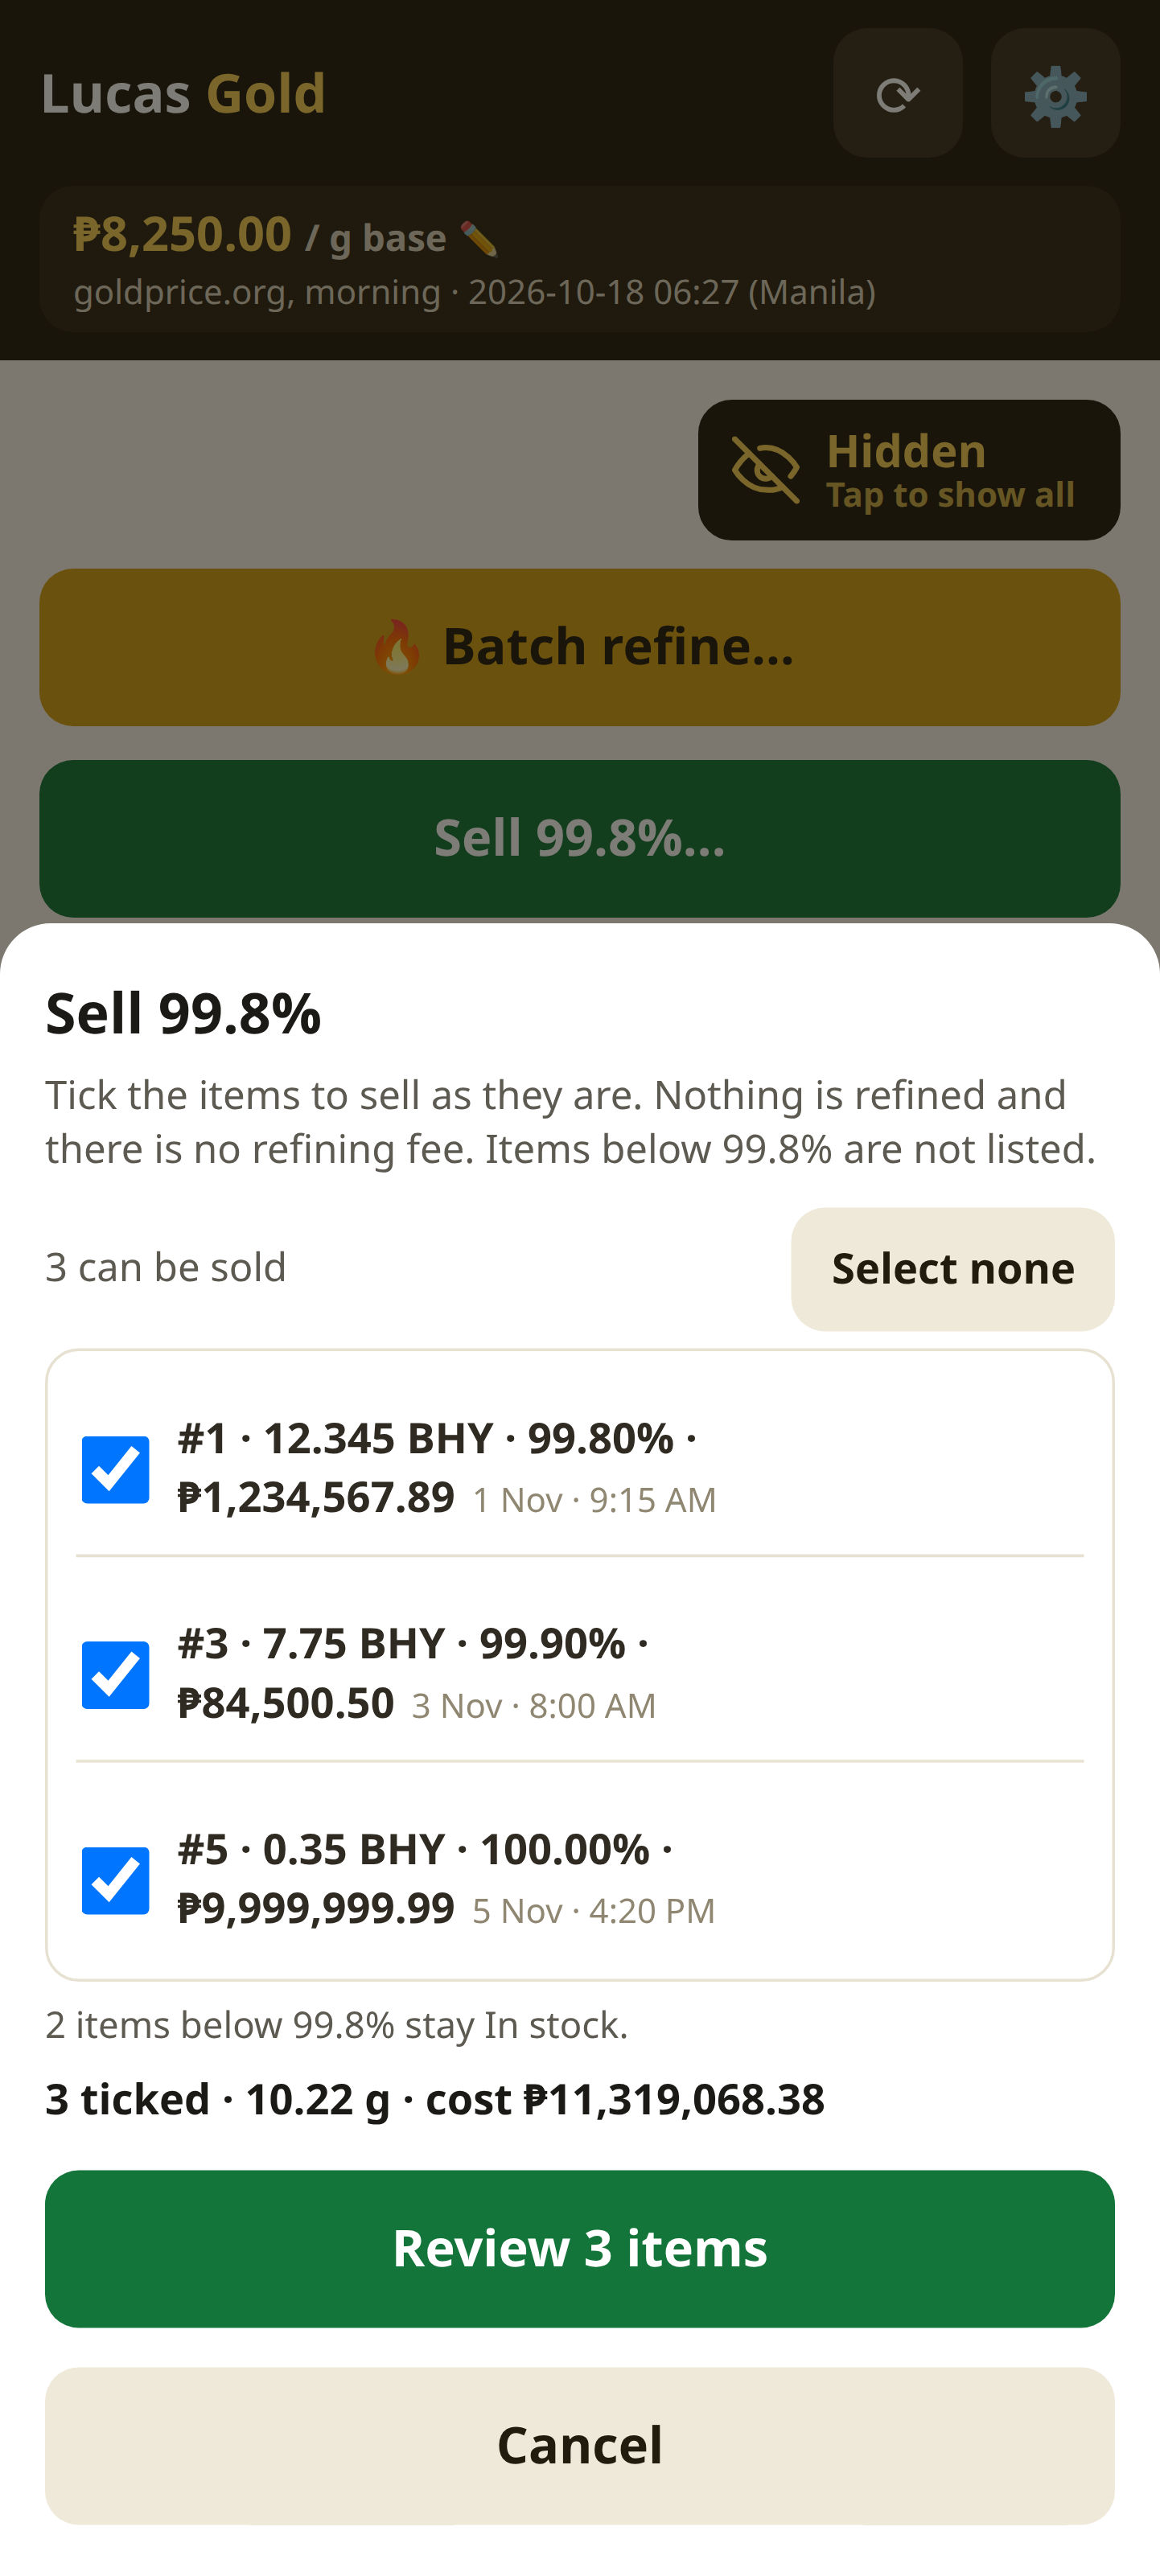 Lucas Gold
₱8,250.00 / g base
goldprice.org, morning · 2026-10-18 06:27 (Manila)
Hidden
Tap to show all
Batch refine...
Sell 99.8%...
Sell 99.8%
Tick the items to sell as they are. Nothing is refined and
there is no refining fee. Items below 99.8% are not listed.
3 can be sold
Select none
#1 · 12.345 BHY · 99.80% ·
₱1,234,567.89 1 Nov · 9:15 AM
#3 · 7.75 BHY · 99.90% ·
₱84,500.50 3 Nov · 8:00 AM
#5 · 0.35 BHY · 100.00% ·
₱9,999,999.99 5 Nov · 4:20 PM
2 items below 99.8% stay In stock.
3 ticked · 10.22 g · cost ₱11,319,068.38
Review 3 items
Cancel